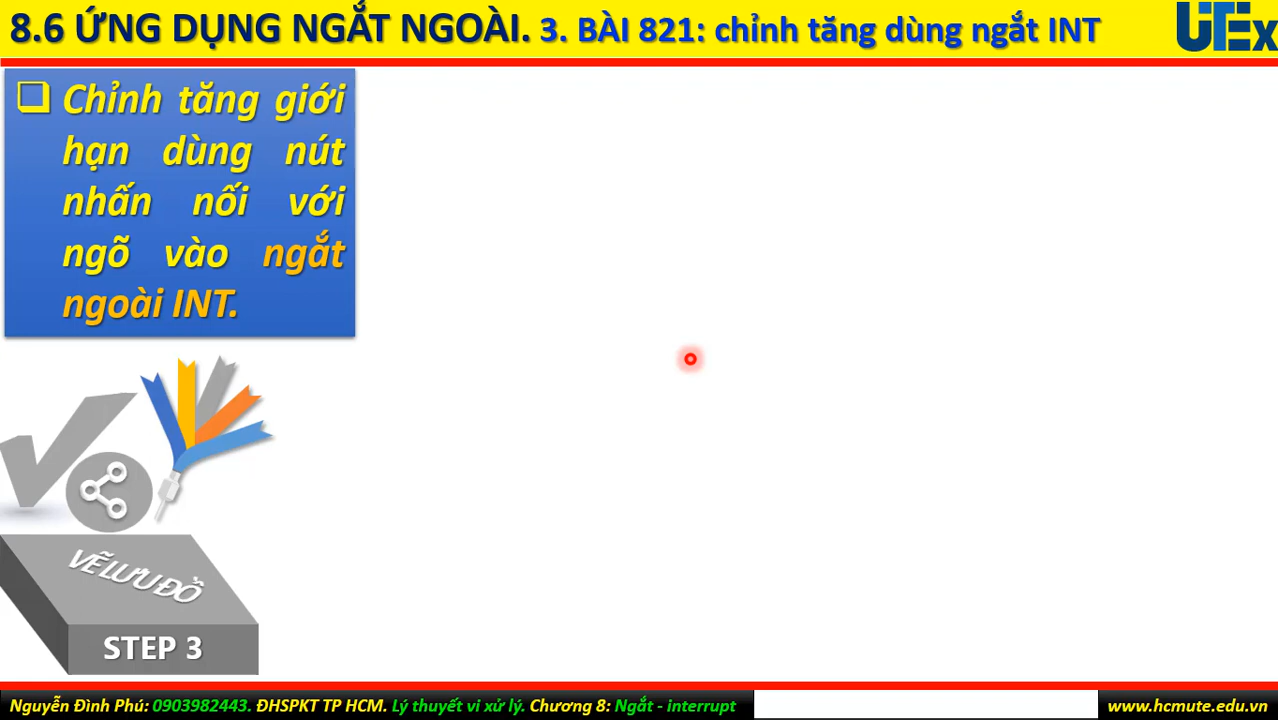 8.6 ỨNG DỤNG NGẮT NGOÀI. 3. BÀI 821: chỉnh tăng dùng ngắt INT
UTEx
Chỉnh tăng giới
hạn dùng nút
nhấn nối với
ngõ vào ngắt
ngoài INT.
VẼ LƯU ĐỒ
STEP 3
Nguyễn Đình Phú: 0903982443. ĐHSPKT TP HCM. Lý thuyết vi xử lý. Chương 8: Ngắt - interrupt
www.hcmute.edu.vn